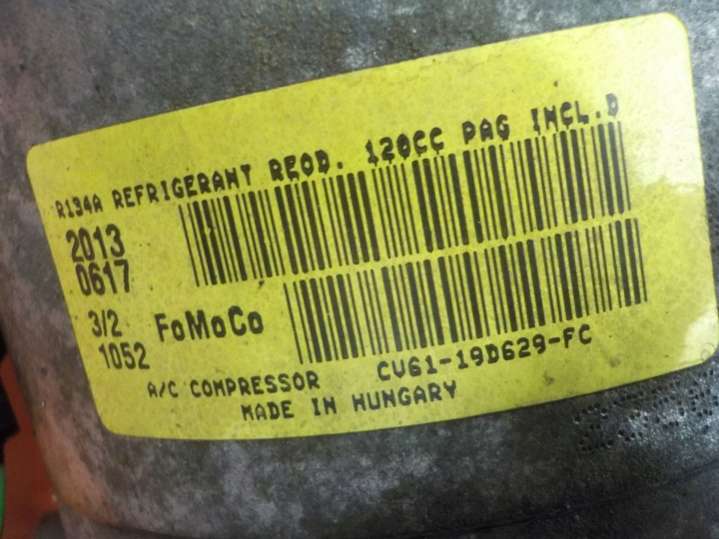 R134A REFRIGERANT REQD. 120CC PAG INCL.D
2013
0617
3/2
1052
FoMoCo
A/C COMPRESSOR CV61-19D629-FC
MADE IN HUNGARY